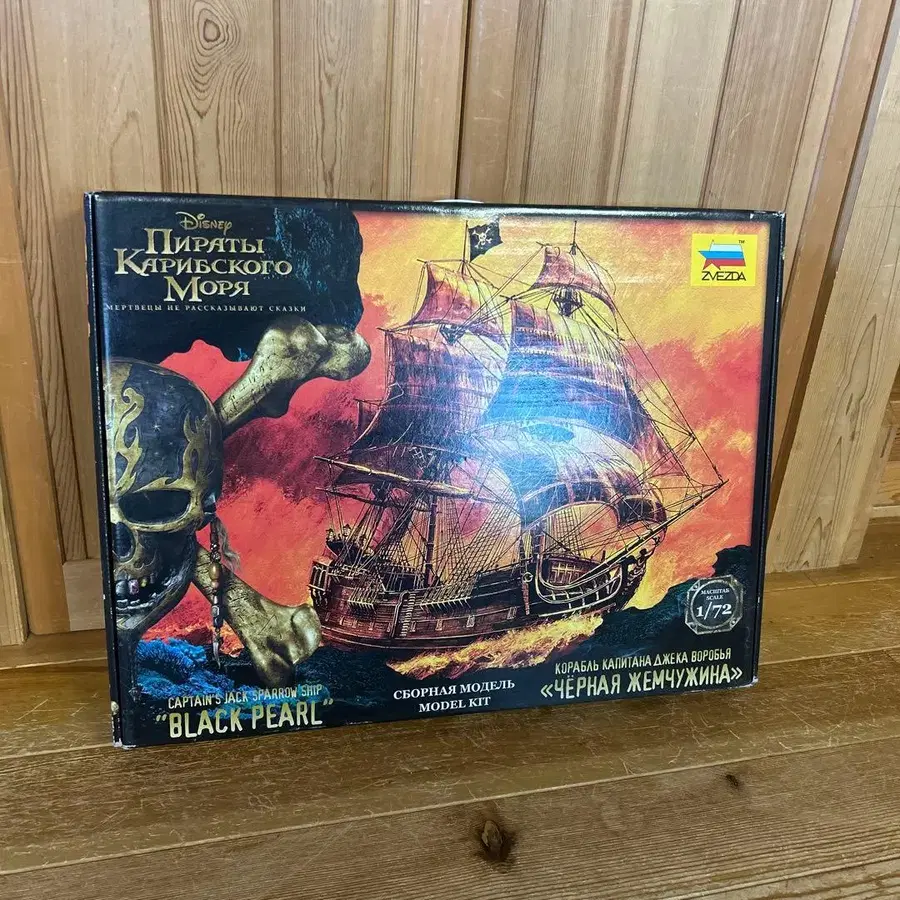 Disney
Пираты
Карибского
Моря
мертвецы не рассказывают сказки
TM
ZVEZDA
МАСШТАБ
SCALE
1/72
CAPTAIN'S JACK SPARROW SHIP
"BLACK PEARL"
СБОРНАЯ МОДЕЛЬ
MODEL KIT
КОРАБЛЬ КАПИТАНА ДЖЕКА ВОРОБЬЯ
«ЧЁРНАЯ ЖЕМЧУЖИНА»